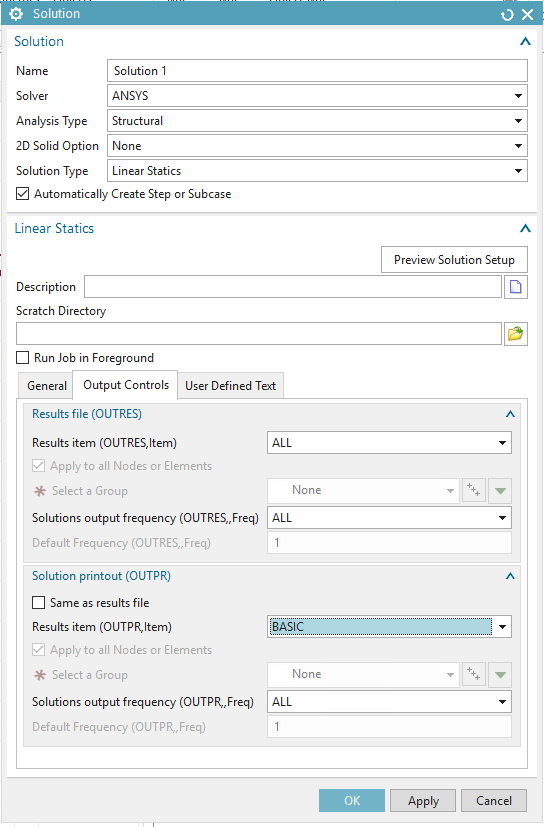 Solution
Solution
Name Solution 1
Solver ANSYS
Analysis Type Structural
2D Solid Option None
Solution Type Linear Statics
Automatically Create Step or Subcase
Linear Statics
Preview Solution Setup
Description
Scratch Directory
Run Job in Foreground
General Output Controls User Defined Text
Results file (OUTRES)
Results item (OUTRES,Item) ALL
Apply to all Nodes or Elements
Select a Group None
Solutions output frequency (OUTRES,,Freq) ALL
Default Frequency (OUTRES,,Freq) 1
Solution printout (OUTPR)
Same as results file
Results item (OUTPR,Item) BASIC
Apply to all Nodes or Elements
Select a Group None
Solutions output frequency (OUTPR,,Freq) ALL
Default Frequency (OUTPR,,Freq) 1
OK Apply Cancel